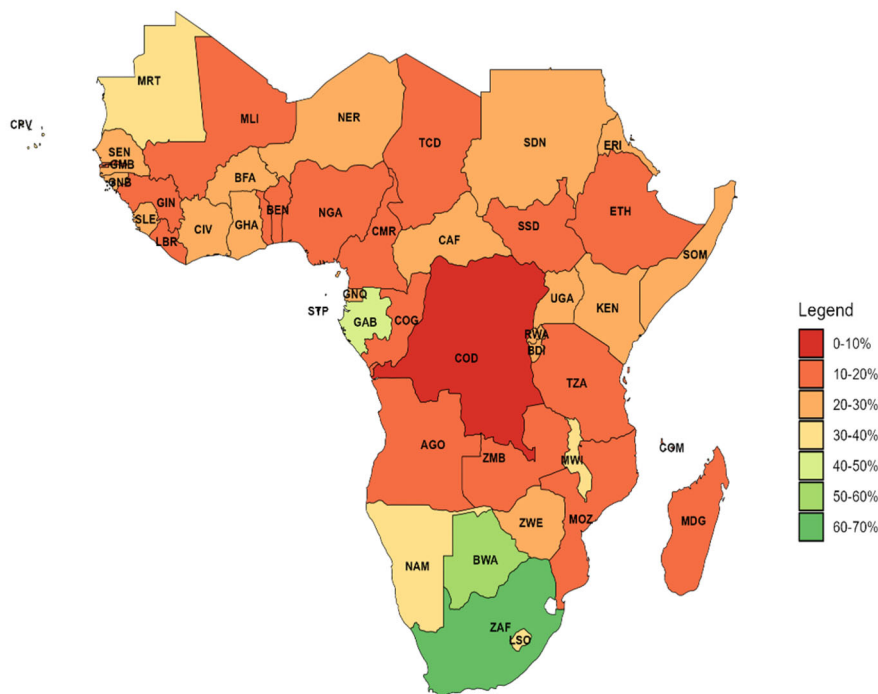 MRT
CPV
MLI
NER
TCD
SDN
ERI
SEN
GMB
GNB
BFA
GIN
BEN
NGA
ETH
SLE
CIV
GHA
CMR
CAF
SSD
LBR
SOM
GNQ
UGA
KEN
STP
GAB
COG
RWA
BDI
COD
TZA
AGO
ZMB
MWI
COM
ZWE
MOZ
MDG
NAM
BWA
ZAF
LSO
Legend
0-10%
10-20%
20-30%
30-40%
40-50%
50-60%
60-70%